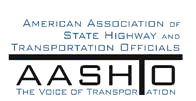 American Association of
State Highway and
Transportation Officials
AASHTO
The Voice of Transportation